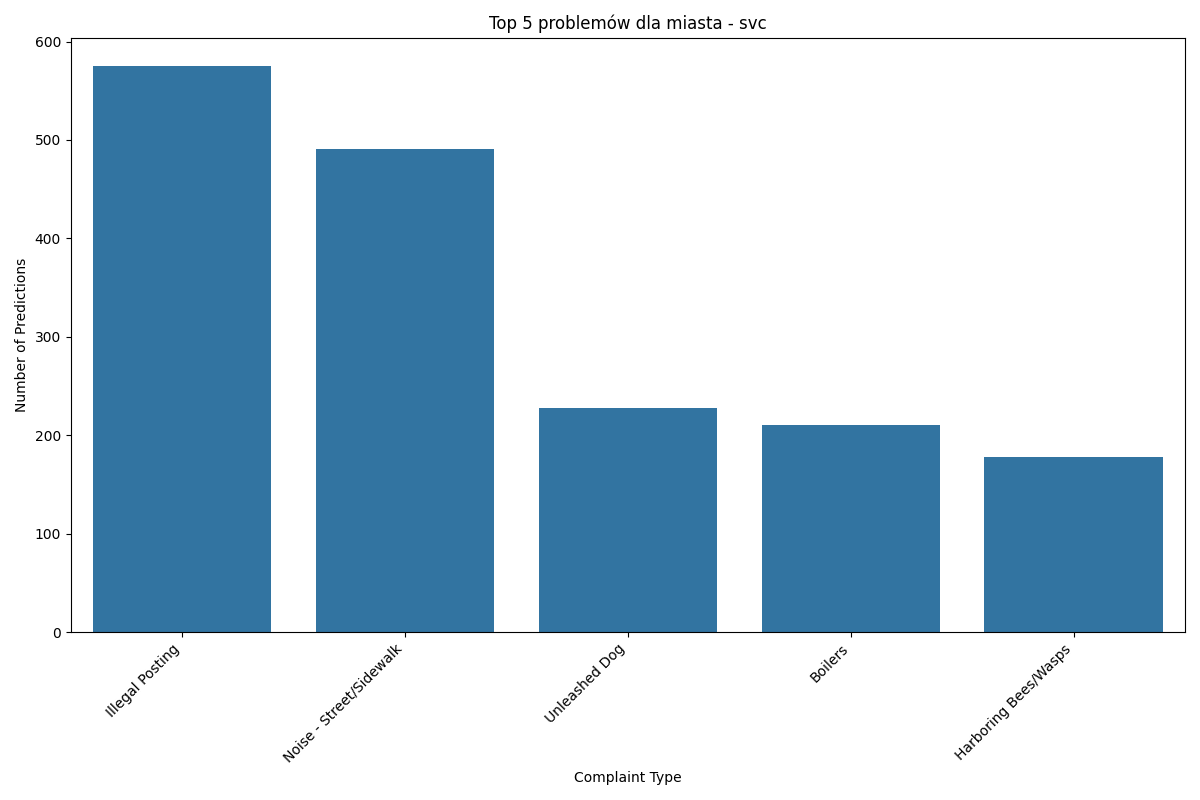 Top 5 problemów dla miasta - svc
Number of Predictions
600
500
400
300
200
100
0
Illegal Posting
Noise - Street/Sidewalk
Unleashed Dog
Boilers
Harboring Bees/Wasps
Complaint Type